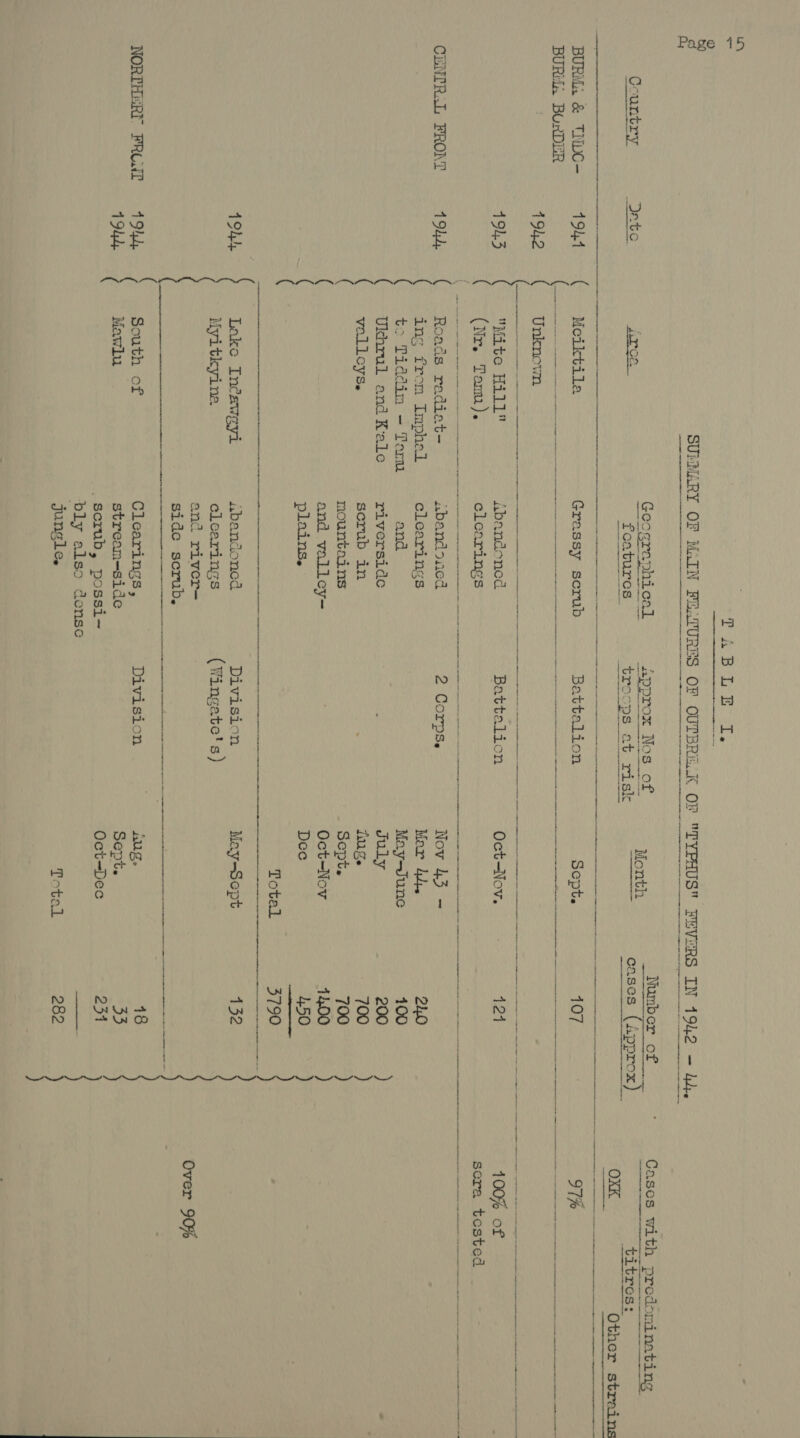 Page 15
T A B L E I.
SUMMARY OF MAIN FEATURES OF OUTBREAK OF "TYPHUS" FEVERS IN 1942 - 44.
Country Date Area Geographical features Approx Nos of troops at risk Month Number of cases (Approx) Cases with predominating titres:
OXK Other strains
BURMA & INDO- 1941 ( Meiktila Grassy scrub Battalion Sept. 107 97%
BURMA BORDER (
1942 ( Unknown
1943 ( "Mite Hill" Abandoned Battalion Oct-Nov. 121 100% of
( (Nr. Tamu). clearings sera tested
CENTRAL FRONT 1944 ( Roads radiat- Abandoned 2 Corps. Nov 43 -
( ing from Imphal clearings Mar 44. 240
( to Tiddim - Tamu and May-June 100 )
( Ukhrul and Kale riverside July 200 )
( valleys. scrub in Aug. 700 )
( mountains Sept. 700 )
( and valley- Oct-Nov 1400 )
( plains. Dec 450 )
Total 3790 )
1944 ( Lake Indawgyi Abandoned Division May-Sept 132 )
( Myitkyina clearings (Wingate's) )
( and river- ) Over 90%
( side scrub. )
NORTHERN FRONT 1944 ( South of Clearings, Division Aug. 18 )
1944 ( Mawlu stream-side Sept. 33 )
scrub, possi- Oct-Dec 231 )
bly also dense )
jungle. Total 282 )